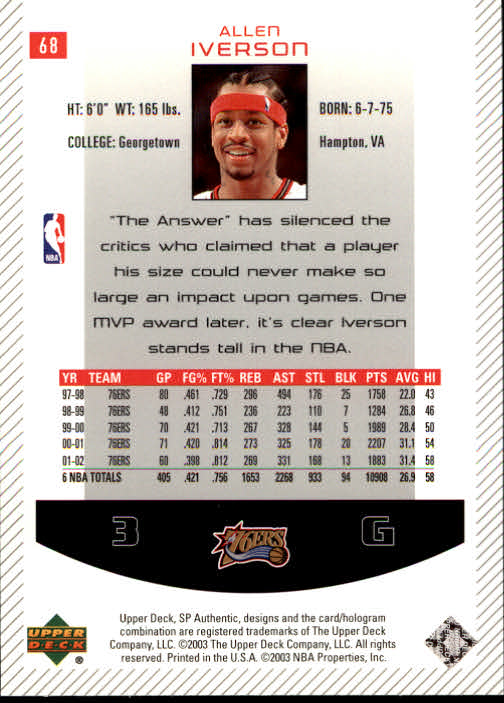 68
ALLEN
IVERSON
HT: 6'0" WT: 165 lbs.
BORN: 6-7-75
COLLEGE: Georgetown
Hampton, VA
"The Answer" has silenced the
critics who claimed that a player
his size could never make so
large an impact upon games. One
MVP award later, it's clear Iverson
stands tall in the NBA.
NBA
YR TEAM GP FG% FT% REB AST STL BLK PTS AVG HI
97-98 76ERS 80 .461 .729 296 494 176 25 1758 22.0 43
98-99 76ERS 48 .412 .751 236 223 110 7 1284 26.8 46
99-00 76ERS 70 .421 .713 267 328 144 5 1989 28.4 50
00-01 76ERS 71 .420 .814 273 325 178 20 2207 31.1 54
01-02 76ERS 60 .398 .812 269 331 168 13 1883 31.4 58
6 NBA TOTALS 405 .421 .756 1653 2268 933 94 10908 26.9 58
3
76ERS
G
UPPER
DECK
®
Upper Deck, SP Authentic, designs and the card/hologram
combination are registered trademarks of The Upper Deck
Company, LLC. ©2003 The Upper Deck Company, LLC. All rights
reserved. Printed in the U.S.A. ©2003 NBA Properties, Inc.